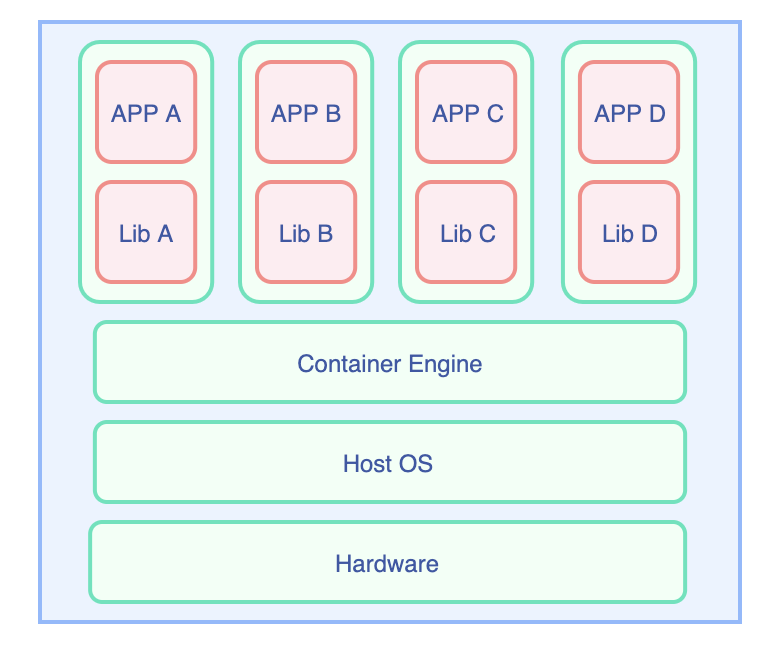 APP A
APP B
APP C
APP D
Lib A
Lib B
Lib C
Lib D
Container Engine
Host OS
Hardware